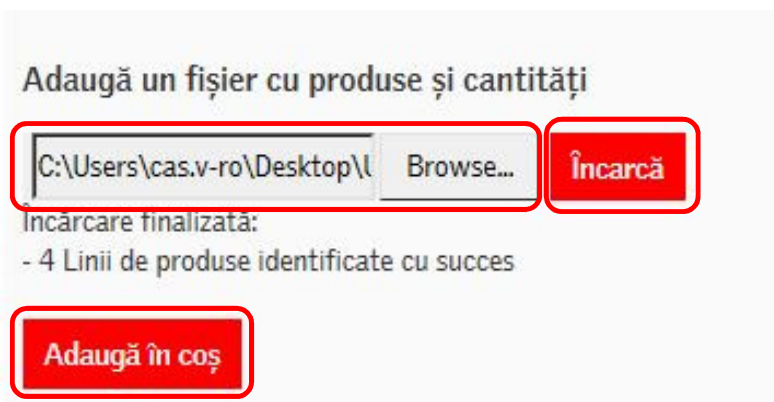 Adaugă un fișier cu produse și cantități
C:\Users\cas.v-ro\Desktop\U Browse... Încarcă
Încărcare finalizată:
- 4 Linii de produse identificate cu succes
Adaugă în coș